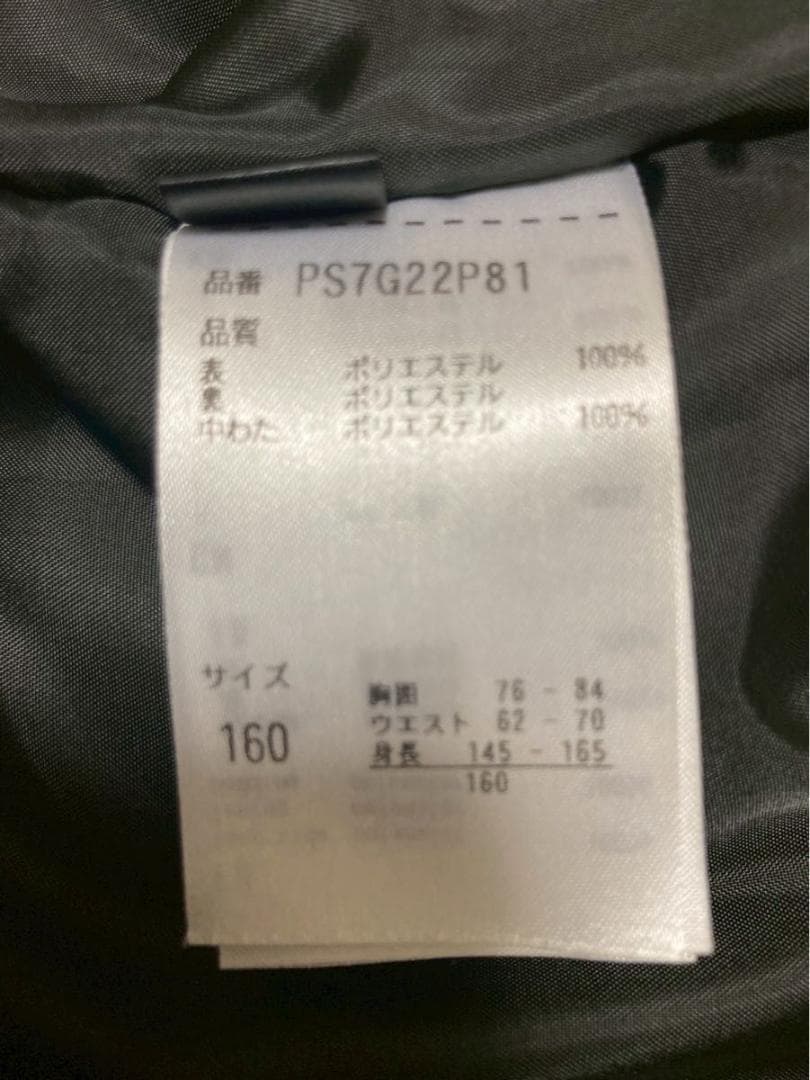 品番 PS7G22P81
品質
表 ポリエステル 100%
裏 ポリエステル
中わた ポリエステル 100%
サイズ
160
胸囲 76 - 84
ウエスト 62 - 70
身長 145 - 165
160